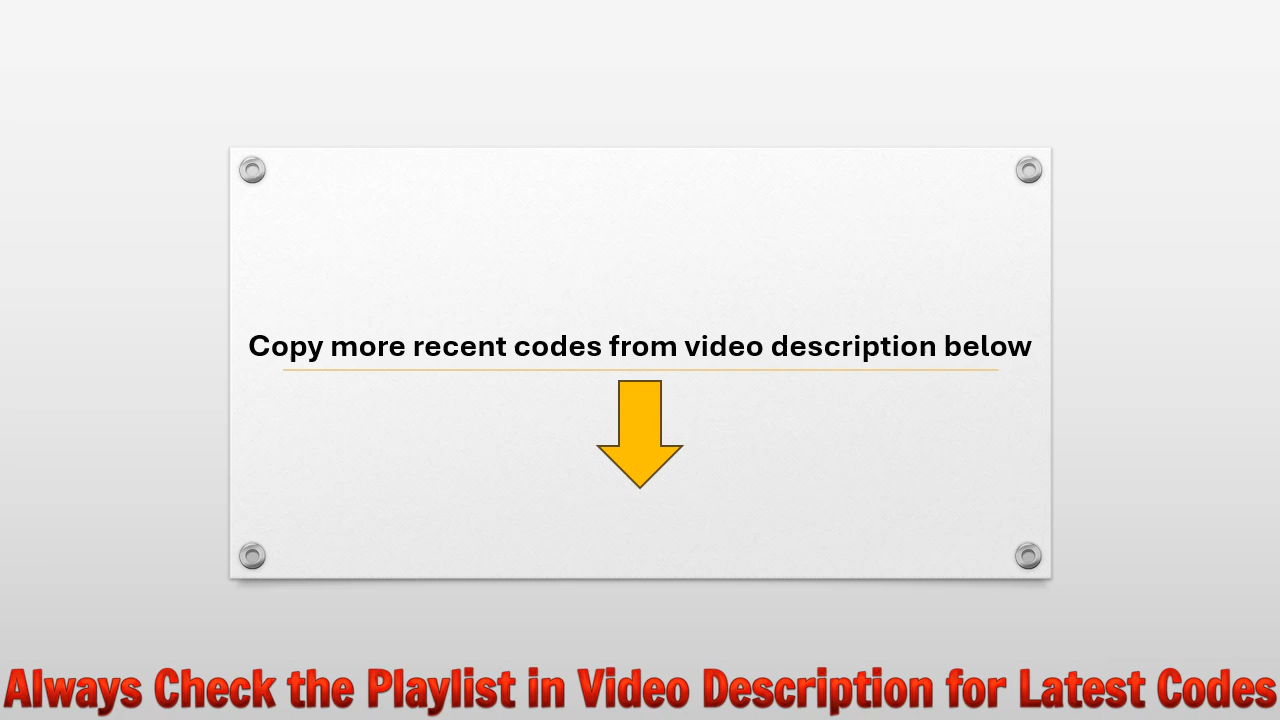 Copy more recent codes from video description below
Always Check the Playlist in Video Description for Latest Codes